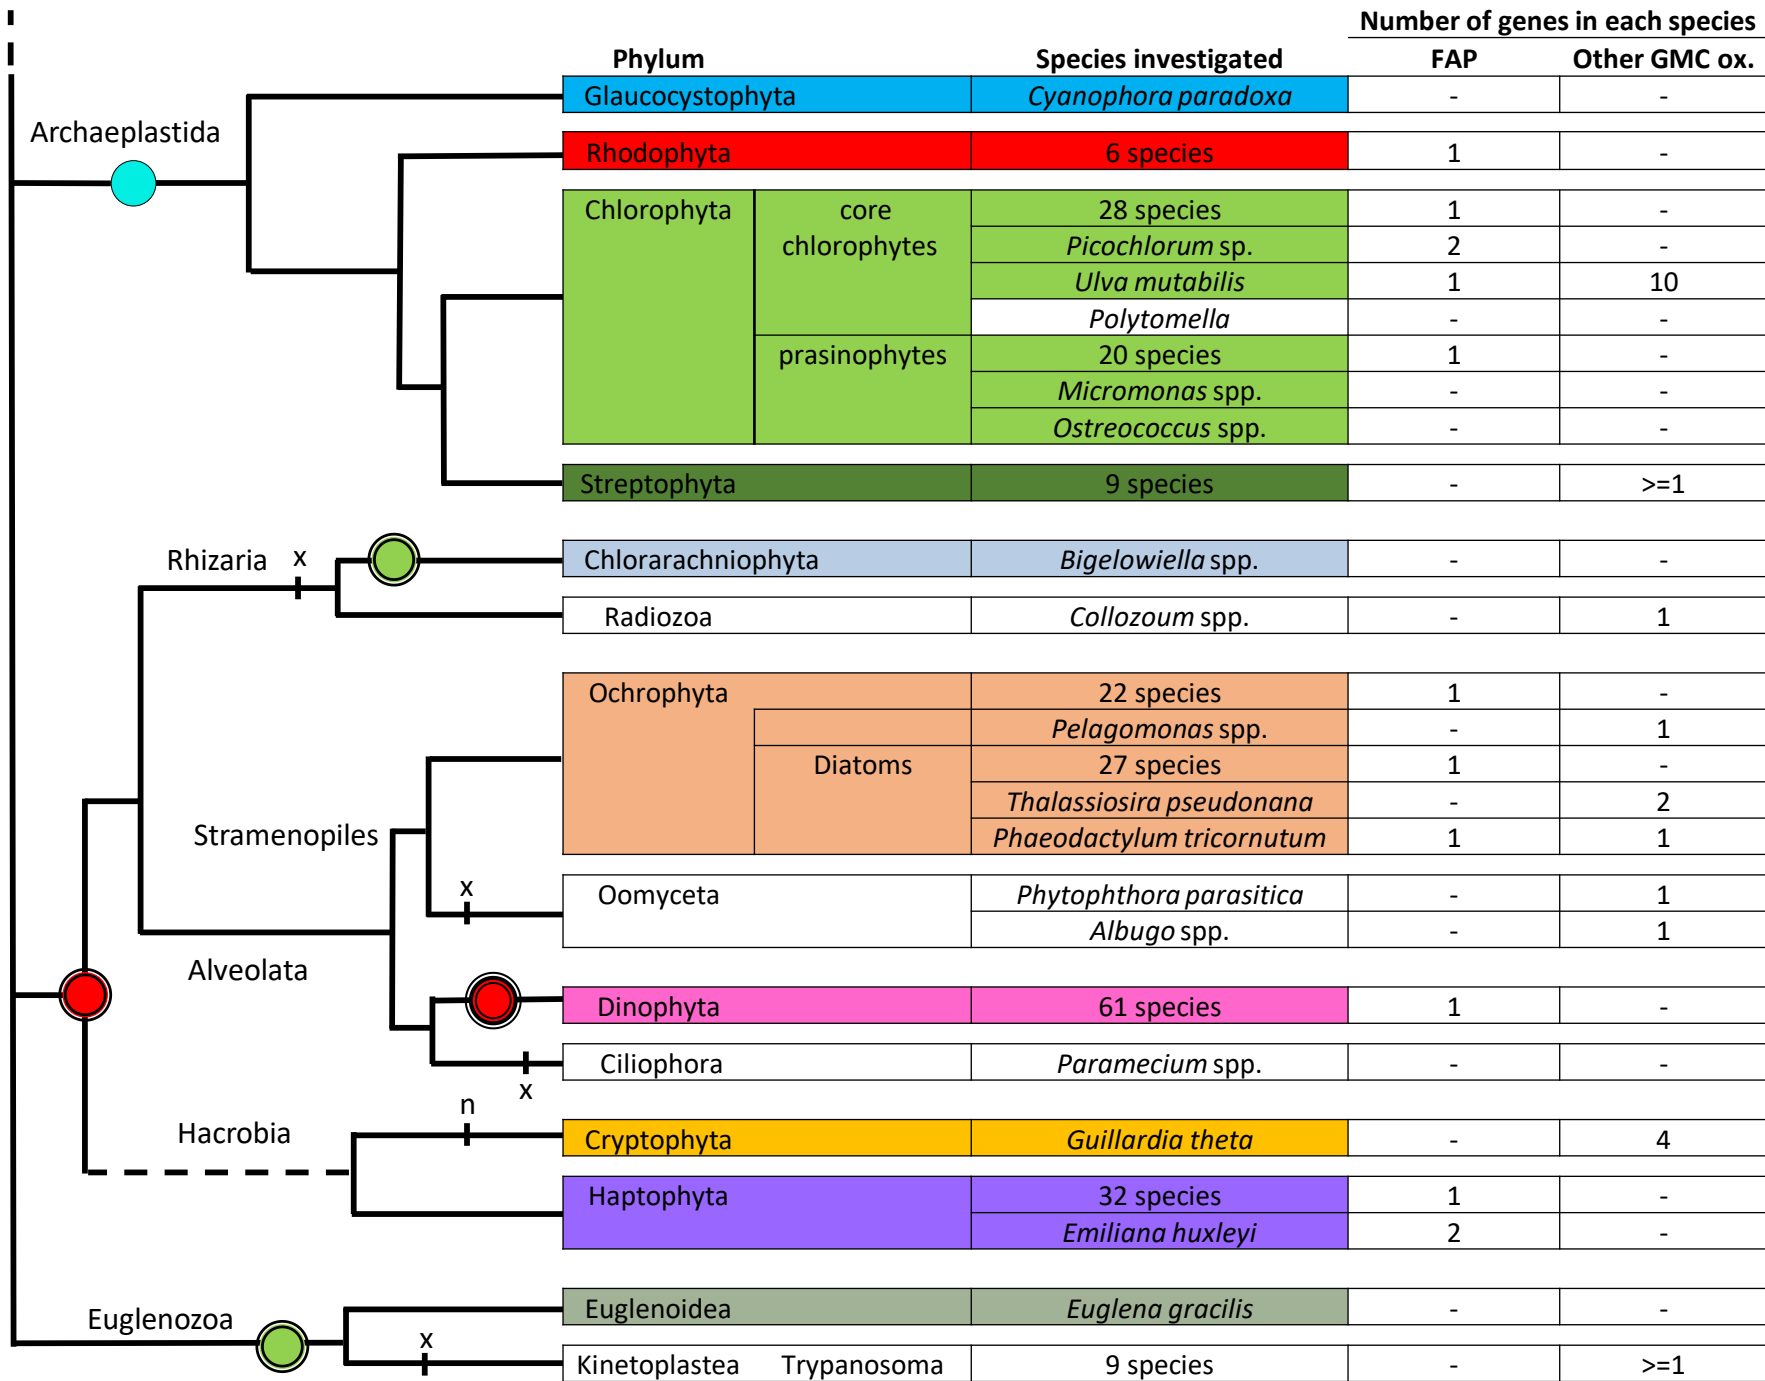 Number of genes in each species
Phylum Species investigated FAP Other GMC ox.
Glaucocystophyta Cyanophora paradoxa - -
Archaeplastida
Rhodophyta 6 species 1 -
Chlorophyta core 28 species 1 -
chlorophytes Picochlorum sp. 2 -
Ulva mutabilis 1 10
Polytomella - -
prasinophytes 20 species 1 -
Micromonas spp. - -
Ostreococcus spp. - -
Streptophyta 9 species - >=1
Rhizaria x Chlorarachniophyta Bigelowiella spp. - -
Radiozoa Collozoum spp. - 1
Ochrophyta 22 species 1 -
Pelagomonas spp. - 1
Diatoms 27 species 1 -
Thalassiosira pseudonana - 2
Stramenopiles Phaeodactylum tricornutum 1 1
x Oomyceta Phytophthora parasitica - 1
Albugo spp. - 1
Alveolata
Dinophyta 61 species 1 -
Ciliophora Paramecium spp. - -
x
n
Hacrobia Cryptophyta Guillardia theta - 4
Haptophyta 32 species 1 -
Emiliana huxleyi 2 -
Euglenozoa Euglenoidea Euglena gracilis - -
x
Kinetoplastea Trypanosoma 9 species - >=1